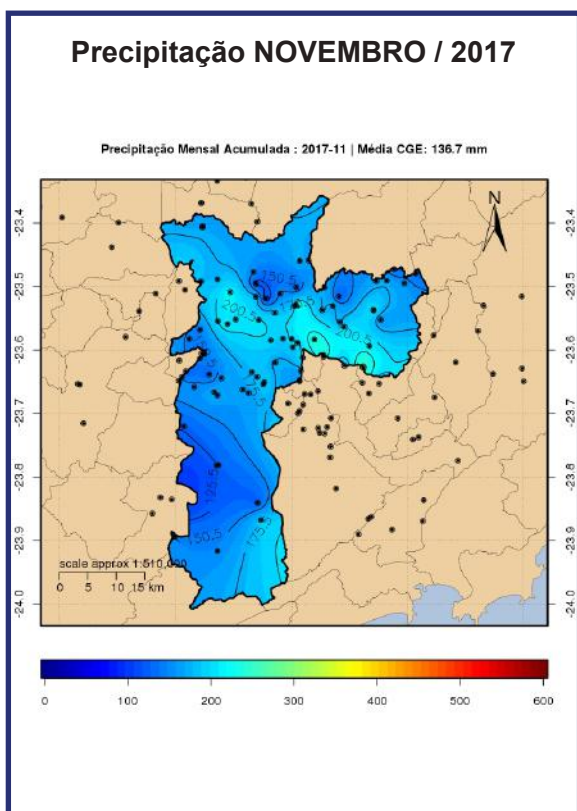 Precipitação NOVEMBRO / 2017
Precipitação Mensal Acumulada : 2017-11 | Média CGE: 136.7 mm
N
-23.4 -23.4
-23.5 -23.5
-23.6 -23.6
-23.7 -23.7
-23.8 -23.8
-23.9 -23.9
-24.0 -24.0
150.5
200.5
200.5
150.5
175.5
scale approx 1:510,000
0 5 10 15 km
0 100 200 300 400 500 600